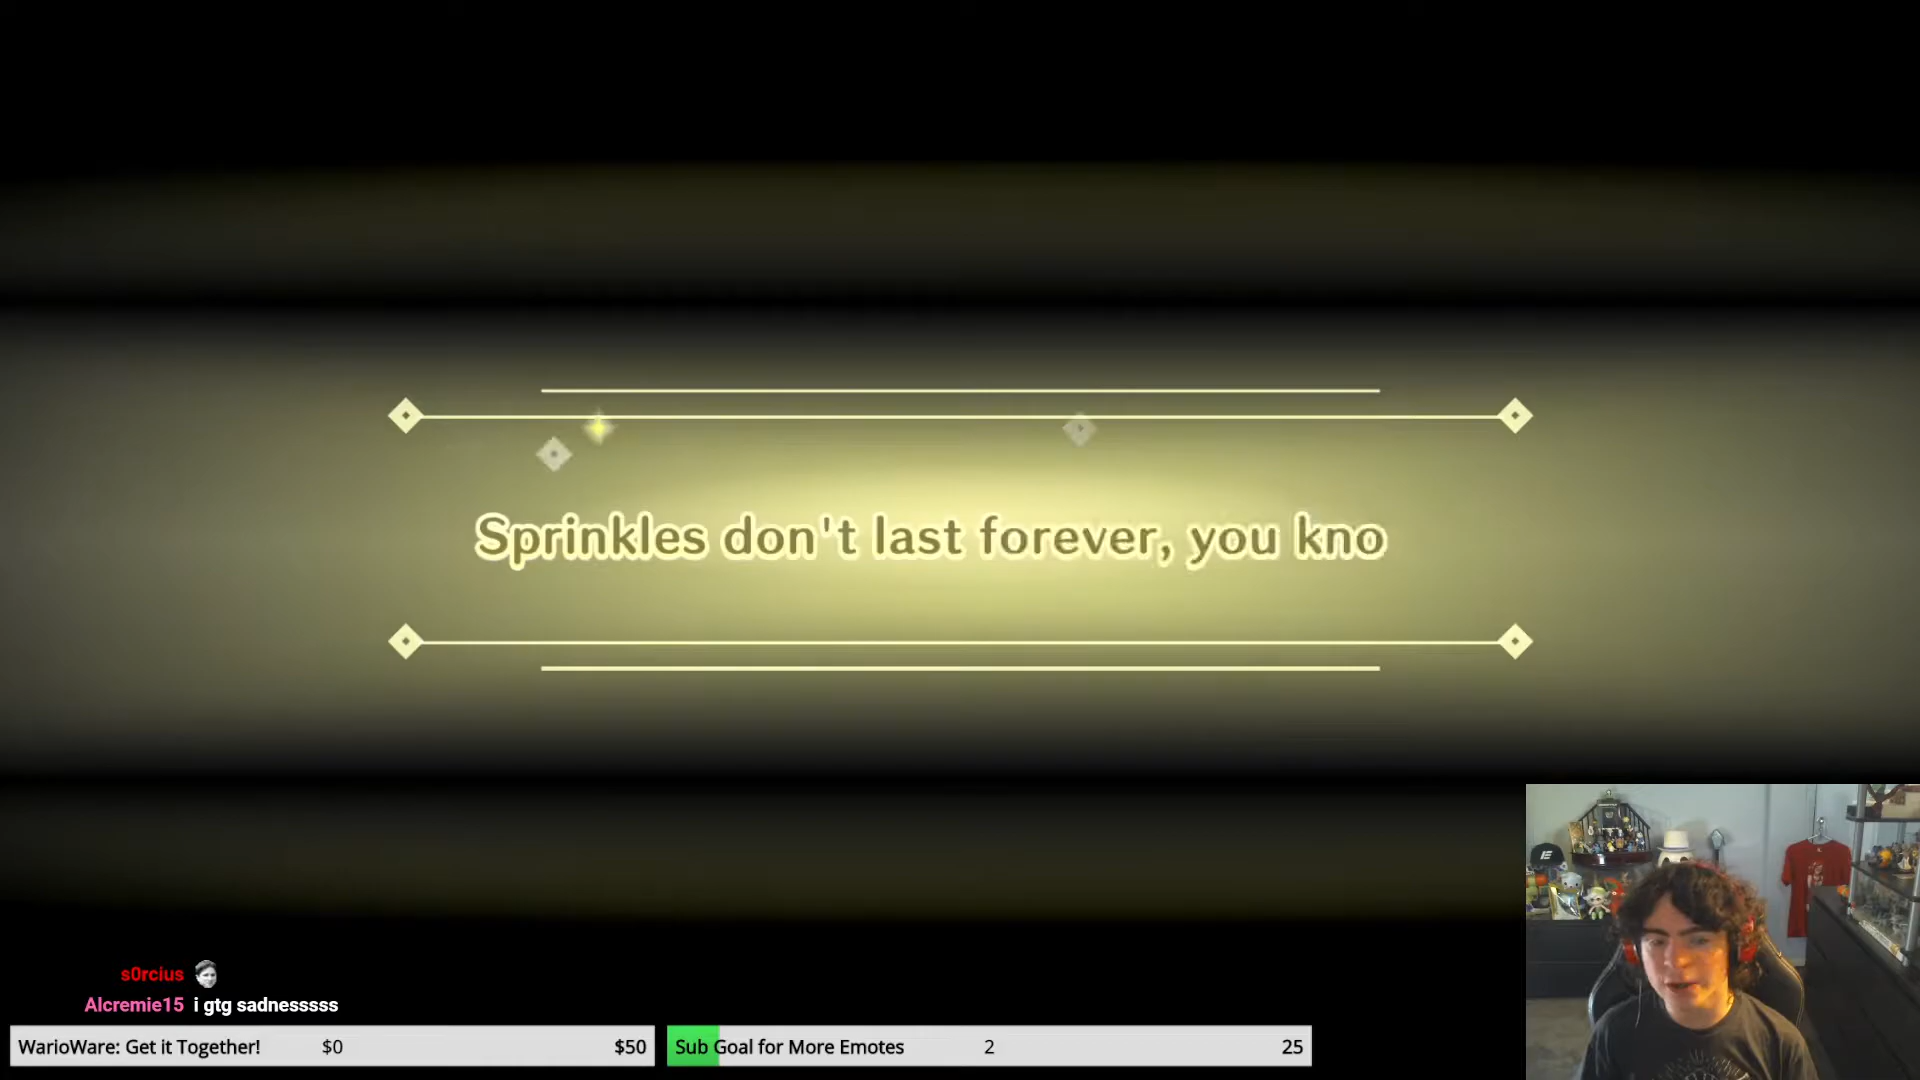 Sprinkles don't last forever, you kno
s0rcius
Alcremie15 i gtg sadnesssss
WarioWare: Get it Together! $0 $50
Sub Goal for More Emotes 2 25